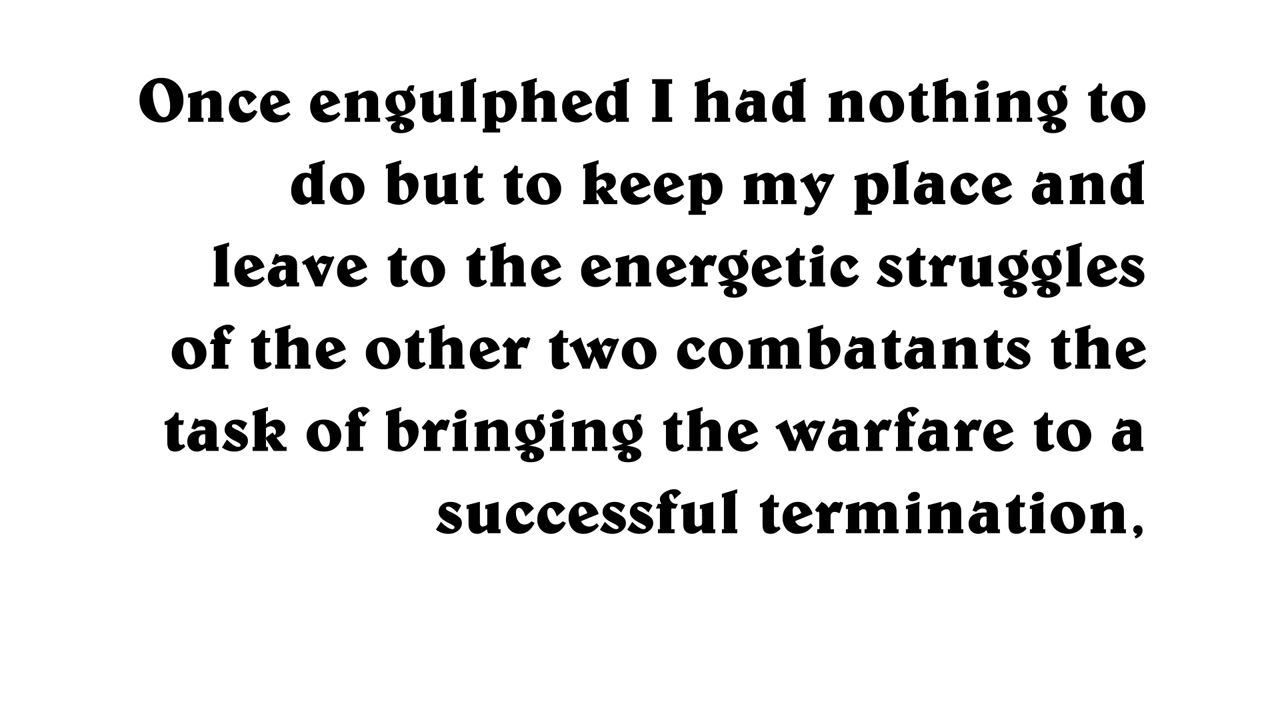 Once engulphed I had nothing to
do but to keep my place and
leave to the energetic struggles
of the other two combatants the
task of bringing the warfare to a
successful termination,